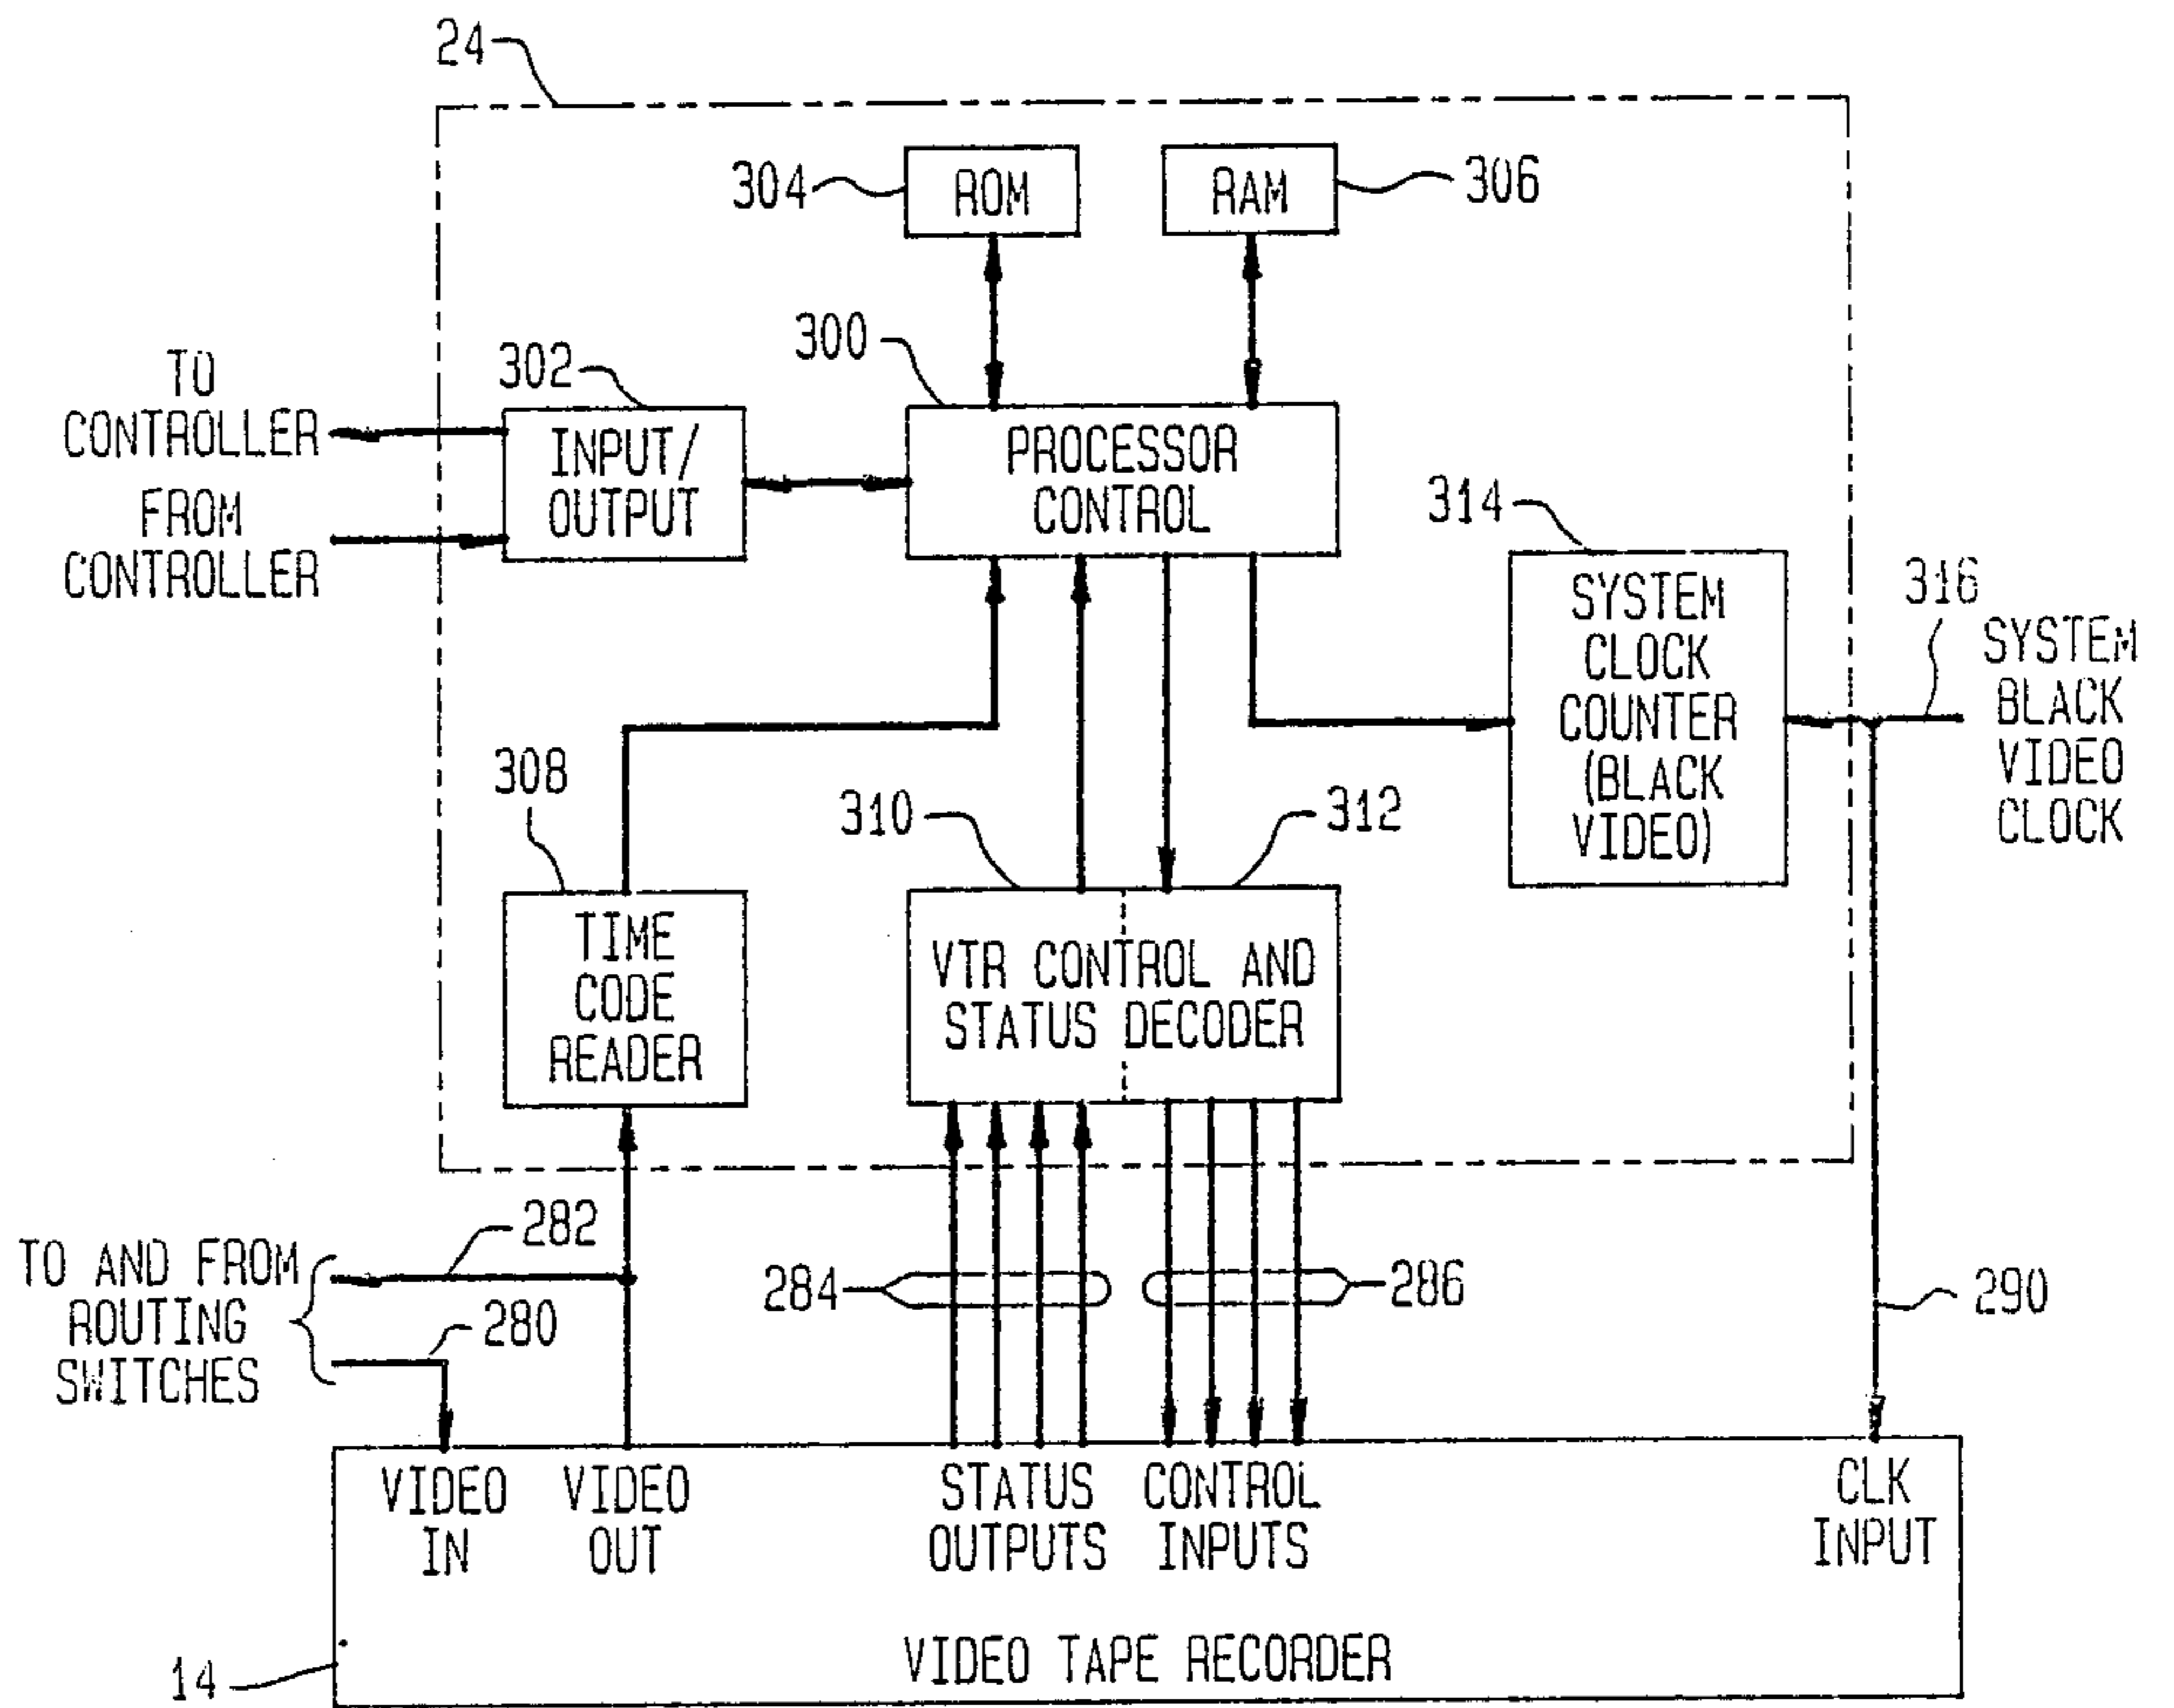 24
304
ROM
RAM
306
300
302
TO
CONTROLLER
FROM
CONTROLLER
INPUT/
OUTPUT
PROCESSOR
CONTROL
314
SYSTEM
CLOCK
COUNTER
(BLACK
VIDEO)
316
SYSTEM
BLACK
VIDEO
CLOCK
308
TIME
CODE
READER
310
312
VTR CONTROL AND
STATUS DECODER
282
TO AND FROM
ROUTING
SWITCHES
280
284
286
290
VIDEO
IN
VIDEO
OUT
STATUS
OUTPUTS
CONTROL
INPUTS
CLK
INPUT
VIDEO TAPE RECORDER
14